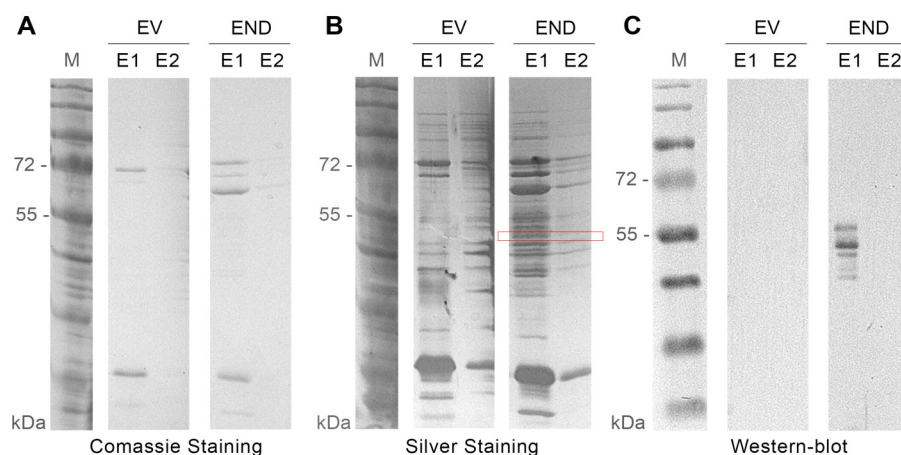 A EV END B EV END C EV END
M E1 E2 E1 E2 M E1 E2 E1 E2 M E1 E2 E1 E2
72 - 72 - 72 -
55 - 55 - 55 -
kDa kDa kDa
Comassie Staining Silver Staining Western-blot